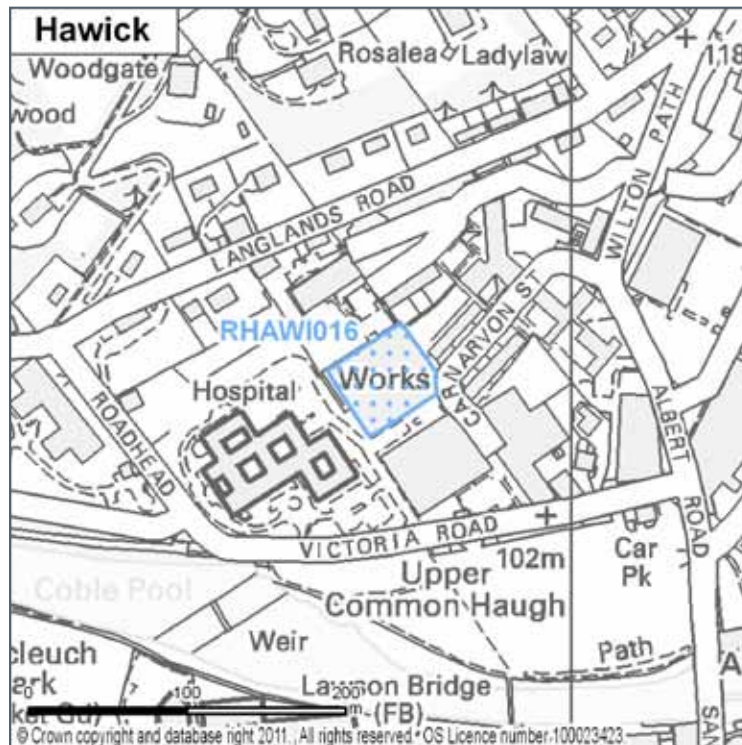 Hawick
Rosalea
Ladylaw
118
Woodgate
wood
WILTON PATH
LANGLANDS ROAD
RHAWI016
Works
CARNARVON ST
Hospital
ROADHEAD
ALBERT ROAD
VICTORIA ROAD
102m
Car
Pk
Upper
Common Haugh
Coble Pool
Weir
Path
cleuch
ark
Lawson Bridge
(FB)
0 100 200
m
A
SAN
© Crown copyright and database right 2011. , All rights reserved. OS Licence number 100023423